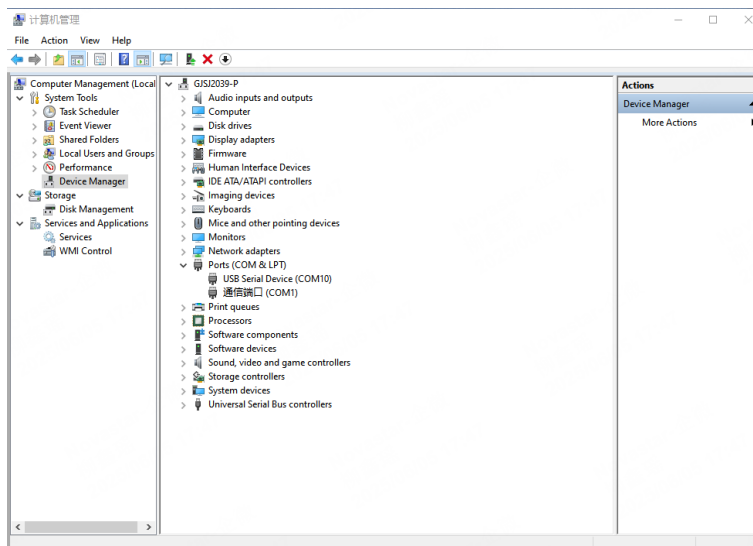 计算机管理
File Action View Help
Computer Management (Local
System Tools
Task Scheduler
Event Viewer
Shared Folders
Local Users and Groups
Performance
Device Manager
Storage
Disk Management
Services and Applications
Services
WMI Control
GJSJ2039-P
Audio inputs and outputs
Computer
Disk drives
Display adapters
Firmware
Human Interface Devices
IDE ATA/ATAPI controllers
Imaging devices
Keyboards
Mice and other pointing devices
Monitors
Network adapters
Ports (COM & LPT)
USB Serial Device (COM10)
通信端口 (COM1)
Print queues
Processors
Software components
Software devices
Sound, video and game controllers
Storage controllers
System devices
Universal Serial Bus controllers
Actions
Device Manager
More Actions